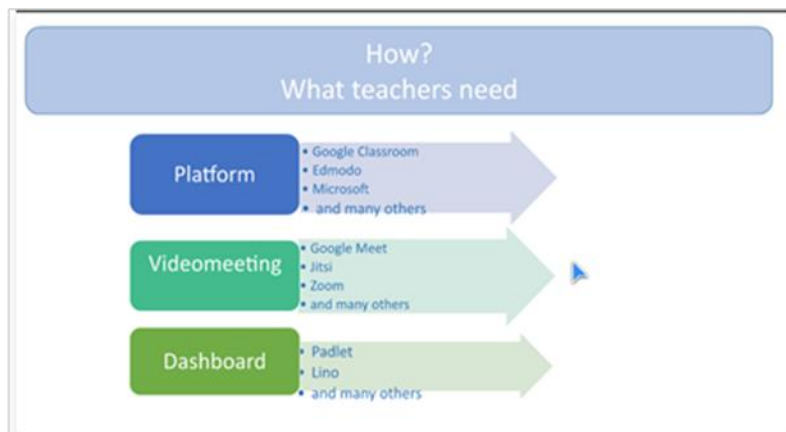 How?
What teachers need
Platform
• Google Classroom
• Edmodo
• Microsoft
• and many others
Videomeeting
• Google Meet
• Jitsi
• Zoom
• and many others
Dashboard
• Padlet
• Lino
• and many others